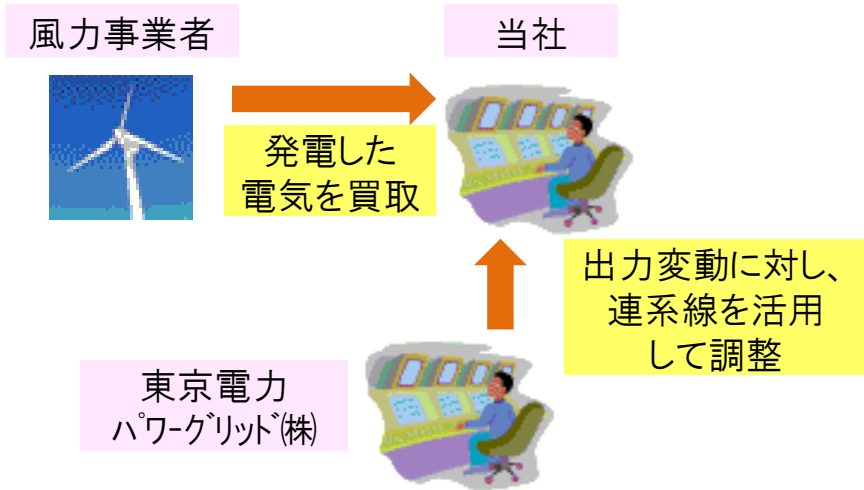 風力事業者
当社
発電した
電気を買取
出力変動に対し、
連系線を活用
して調整
東京電力
ﾊﾟﾜｰｸﾞﾘｯﾄﾞ㈱